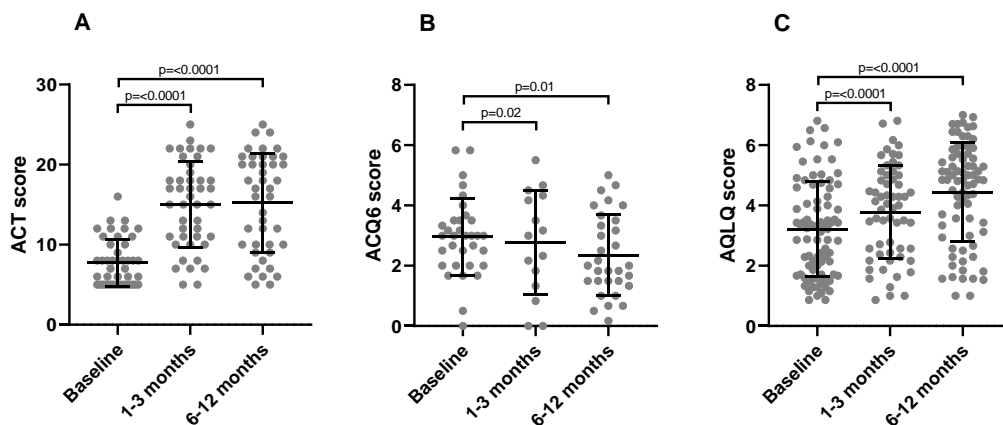 A
ACT score
30
20
10
0
p=<0.0001
p=<0.0001
Baseline
1-3 months
6-12 months
B
ACQ6 score
8
6
4
2
0
p=0.01
p=0.02
Baseline
1-3 months
6-12 months
C
AQLQ score
8
6
4
2
0
p=<0.0001
p=<0.0001
Baseline
1-3 months
6-12 months